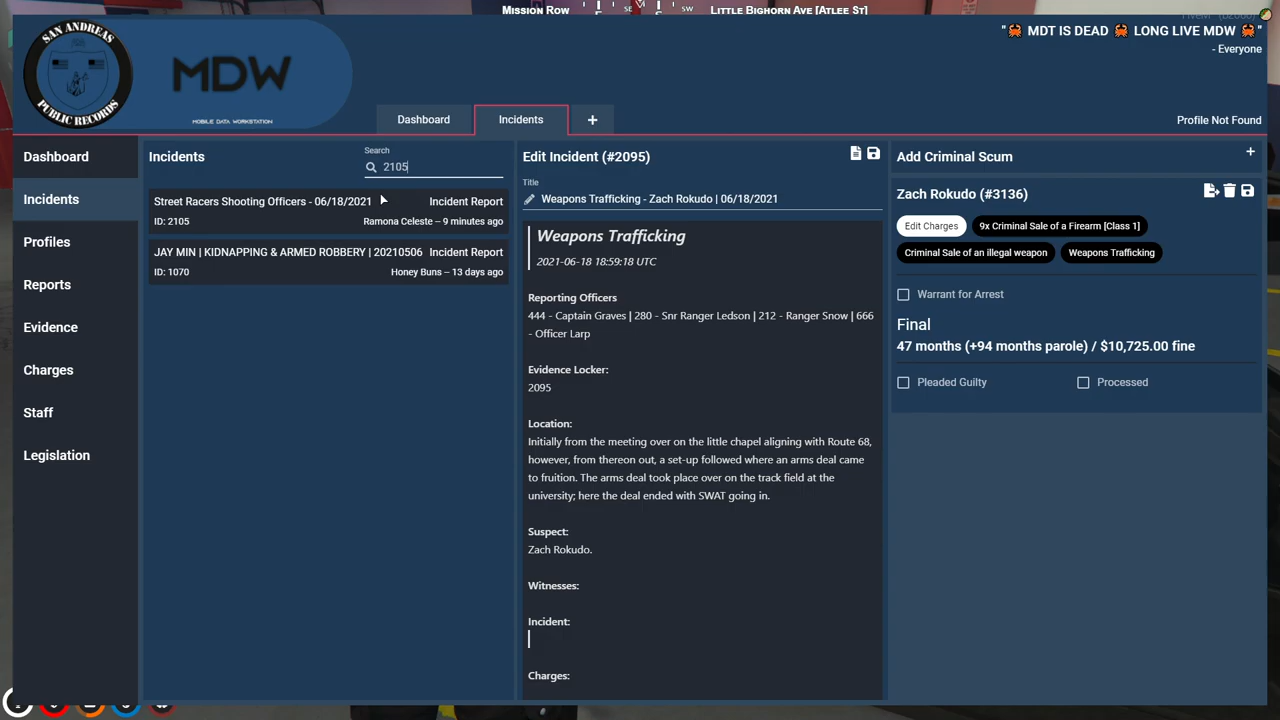 Mission Row
E
SE
SW
Little Bighorn Ave [Atlee St]
" 🦀 MDT IS DEAD 🦀 LONG LIVE MDW 🦀 "
- Everyone
SAN ANDREAS
PUBLIC RECORDS
MDW
MOBILE DATA WORKSTATION
Dashboard
Incidents
+
Profile Not Found
Dashboard
Incidents
Profiles
Reports
Evidence
Charges
Staff
Legislation
Incidents
Search
2105
Street Racers Shooting Officers - 06/18/2021 Incident Report
ID: 2105 Ramona Celeste – 9 minutes ago
JAY MIN | KIDNAPPING & ARMED ROBBERY | 20210506 Incident Report
ID: 1070 Honey Buns – 13 days ago
Edit Incident (#2095)
Title
Weapons Trafficking - Zach Rokudo | 06/18/2021
Weapons Trafficking
2021-06-18 18:59:18 UTC
Reporting Officers
444 - Captain Graves | 280 - Snr Ranger Ledson | 212 - Ranger Snow | 666
- Officer Larp
Evidence Locker:
2095
Location:
Initially from the meeting over on the little chapel aligning with Route 68,
however, from thereon out, a set-up followed where an arms deal came
to fruition. The arms deal took place over on the track field at the
university; here the deal ended with SWAT going in.
Suspect:
Zach Rokudo.
Witnesses:
Incident:
Charges:
Add Criminal Scum
+
Zach Rokudo (#3136)
Edit Charges 9x Criminal Sale of a Firearm [Class 1]
Criminal Sale of an illegal weapon Weapons Trafficking
Warrant for Arrest
Final
47 months (+94 months parole) / $10,725.00 fine
Pleaded Guilty Processed